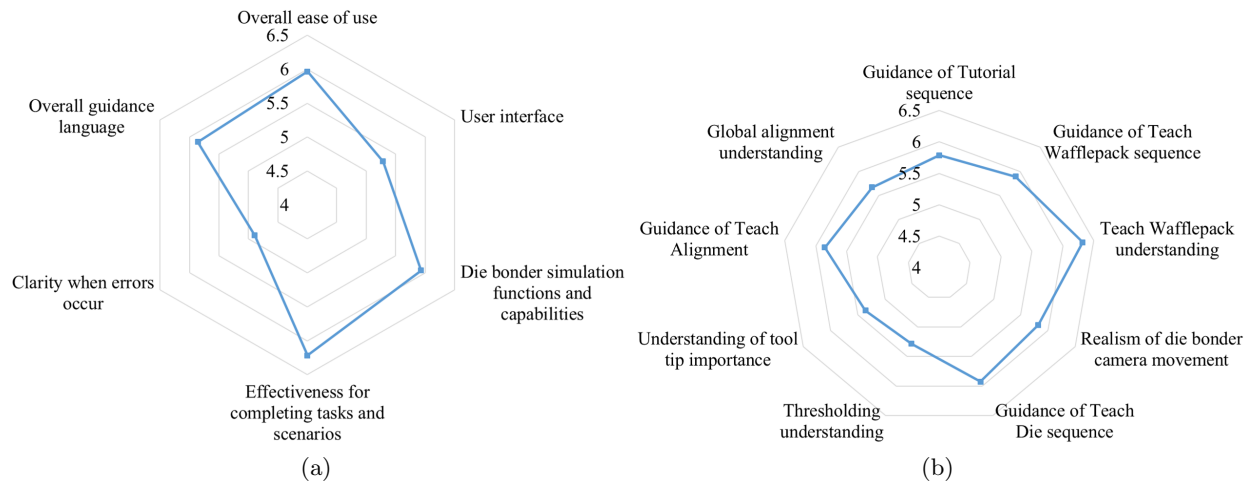 Overall ease of use
6.5
6
5.5
5
4.5
4
Overall guidance
language
User interface
Clarity when errors
occur
Die bonder simulation
functions and
capabilities
Effectiveness for
completing tasks and
scenarios
(a)
Guidance of Tutorial
sequence
6.5
6
5.5
5
4.5
4
Global alignment
understanding
Guidance of Teach
Wafflepack sequence
Guidance of Teach
Alignment
Teach Wafflepack
understanding
Understanding of tool
tip importance
Realism of die bonder
camera movement
Thresholding
understanding
Guidance of Teach
Die sequence
(b)